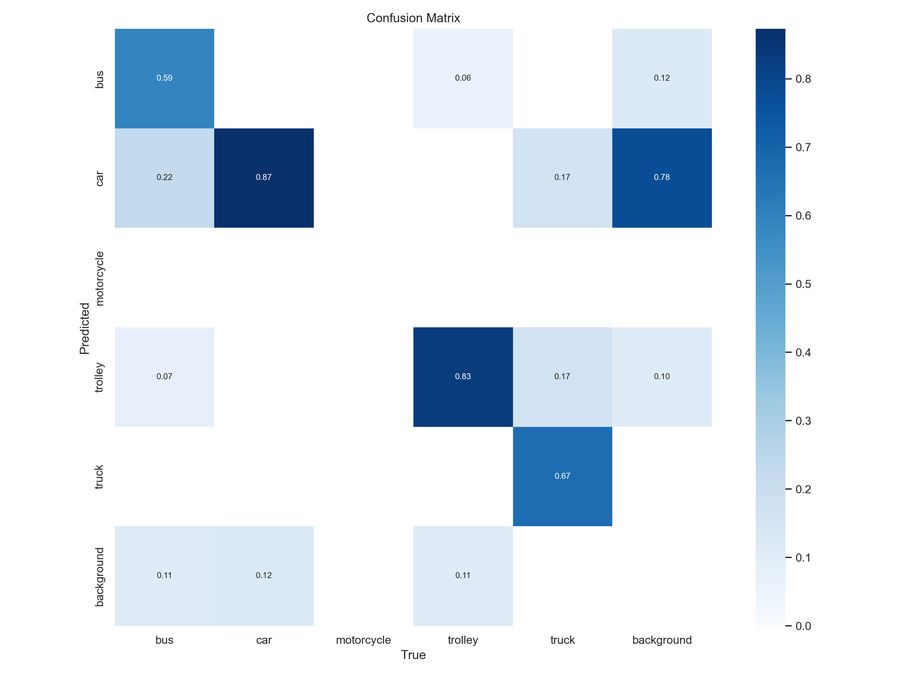 Confusion Matrix
bus
0.59
0.06
0.12
0.8
car
0.22
0.87
0.17
0.78
0.7
0.6
motorcycle
0.5
Predicted
0.4
trolley
0.07
0.83
0.17
0.10
0.3
truck
0.67
0.2
background
0.11
0.12
0.11
0.1
0.0
bus
car
motorcycle
trolley
truck
background
True